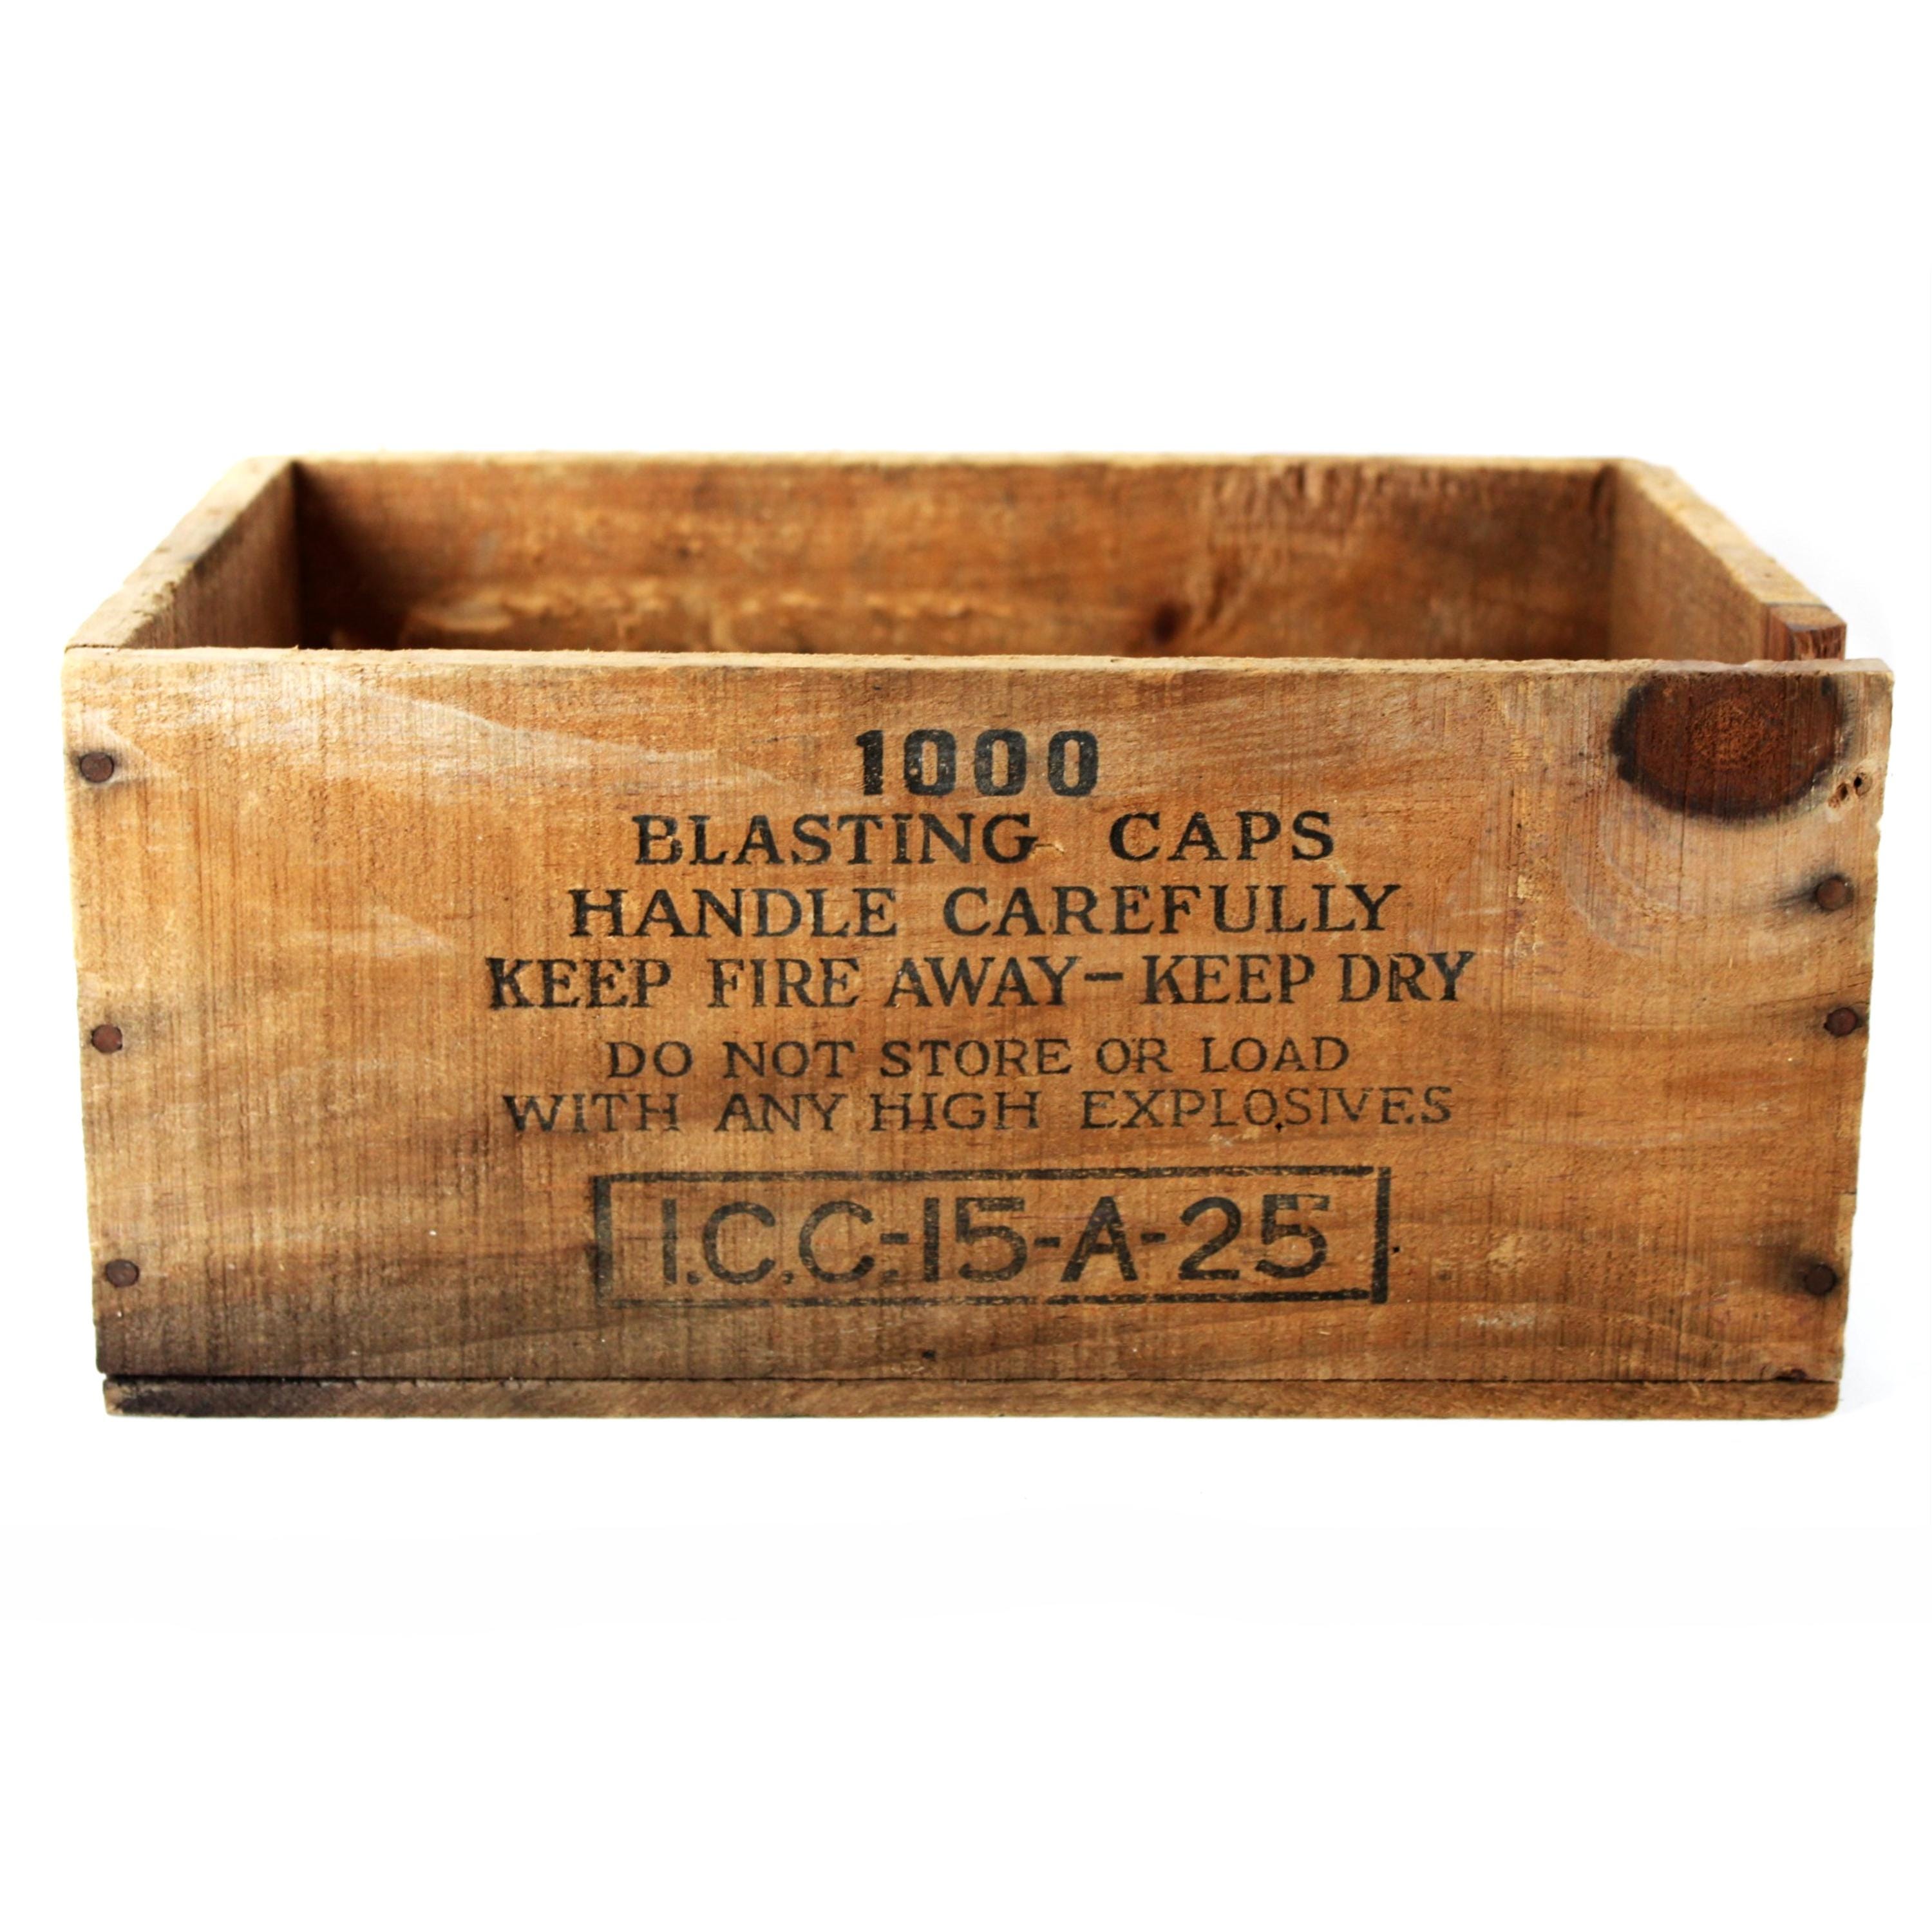 1000
BLASTING CAPS
HANDLE CAREFULLY
KEEP FIRE AWAY-KEEP DRY
DO NOT STORE OR LOAD
WITH ANY HIGH EXPLOSIVES
I.C.C.-15-A-25